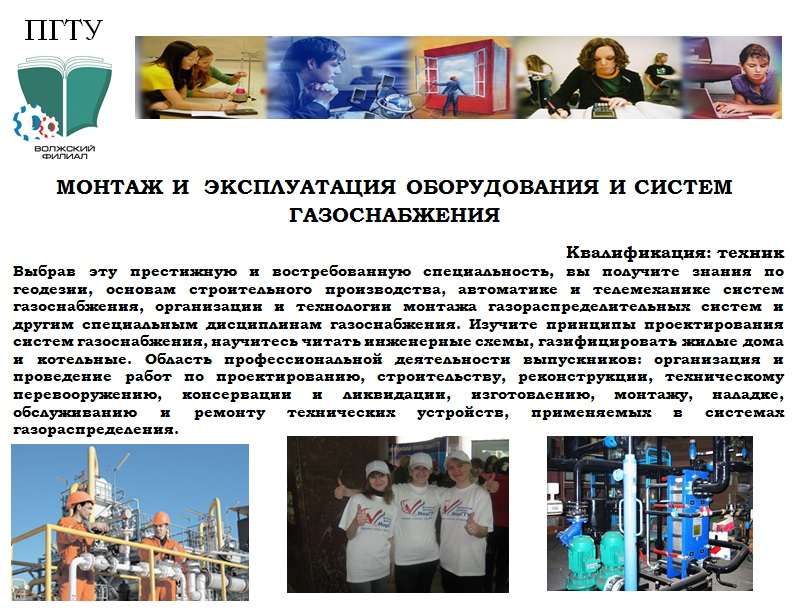 ПГТУ
ВОЛЖСКИЙ
ФИЛИАЛ
МОНТАЖ И ЭКСПЛУАТАЦИЯ ОБОРУДОВАНИЯ И СИСТЕМ
ГАЗОСНАБЖЕНИЯ
Квалификация: техник
Выбрав эту престижную и востребованную специальность, вы получите знания по
геодезии, основам строительного производства, автоматике и телемеханике систем
газоснабжения, организации и технологии монтажа газораспределительных систем и
другим специальным дисциплинам газоснабжения. Изучите принципы проектирования
систем газоснабжения, научитесь читать инженерные схемы, газифицировать жилые дома
и котельные. Область профессиональной деятельности выпускников: организация и
проведение работ по проектированию, строительству, реконструкции, техническому
перевооружению, консервации и ликвидации, изготовлению, монтажу, наладке,
обслуживанию и ремонту технических устройств, применяемых в системах
газораспределения.